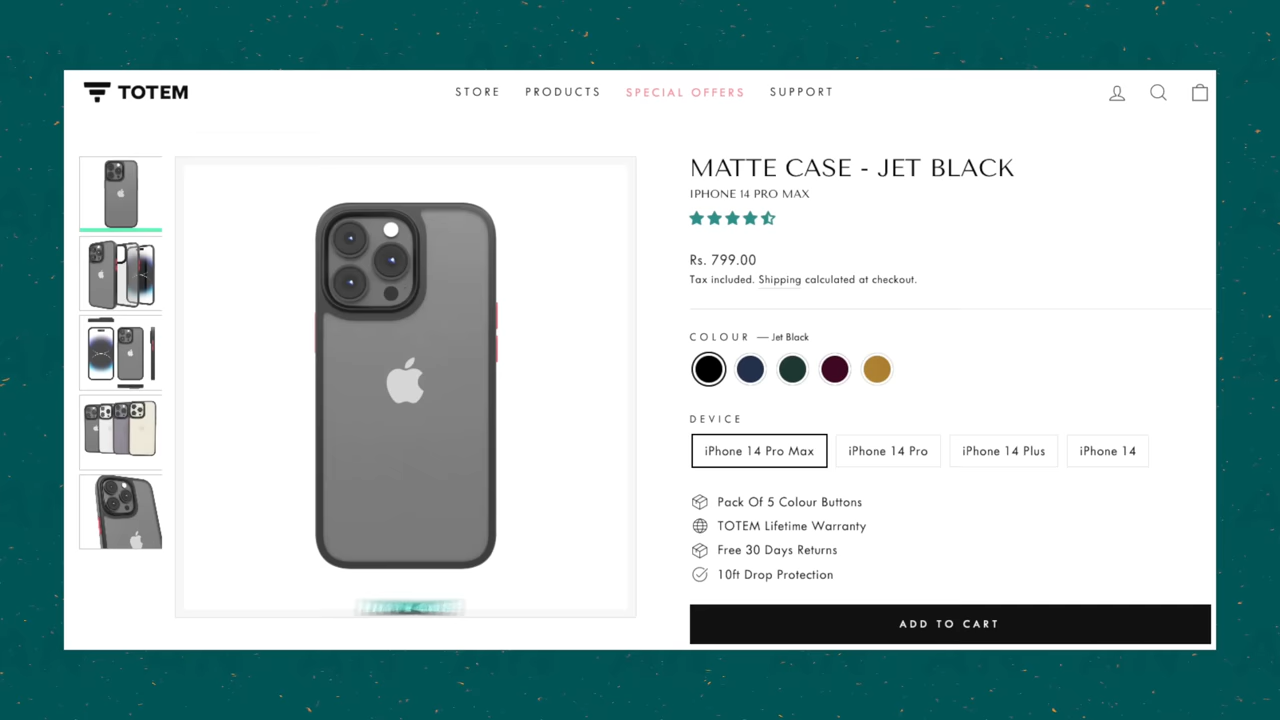 TOTEM
STORE PRODUCTS SPECIAL OFFERS SUPPORT
MATTE CASE - JET BLACK
IPHONE 14 PRO MAX
Rs. 799.00
Tax included. Shipping calculated at checkout.
COLOUR — Jet Black
DEVICE
iPhone 14 Pro Max iPhone 14 Pro iPhone 14 Plus iPhone 14
Pack Of 5 Colour Buttons
TOTEM Lifetime Warranty
Free 30 Days Returns
10ft Drop Protection
ADD TO CART